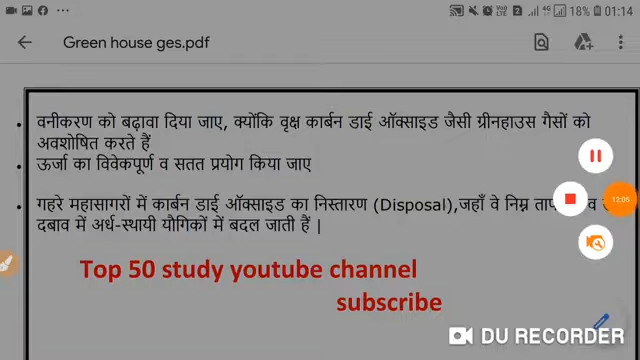 18% 01:14
Green house ges.pdf
वनीकरण को बढ़ावा दिया जाए, क्योंकि वृक्ष कार्बन डाई ऑक्साइड जैसी ग्रीनहाउस गैसों को
अवशोषित करते हैं
ऊर्जा का विवेकपूर्ण व सतत प्रयोग किया जाए
गहरे महासागरों में कार्बन डाई ऑक्साइड का निस्तारण (Disposal),जहाँ वे निम्न ताप व
दबाव में अर्ध-स्थायी यौगिकों में बदल जाती हैं |
12:05
Top 50 study youtube channel
subscribe
DU RECORDER